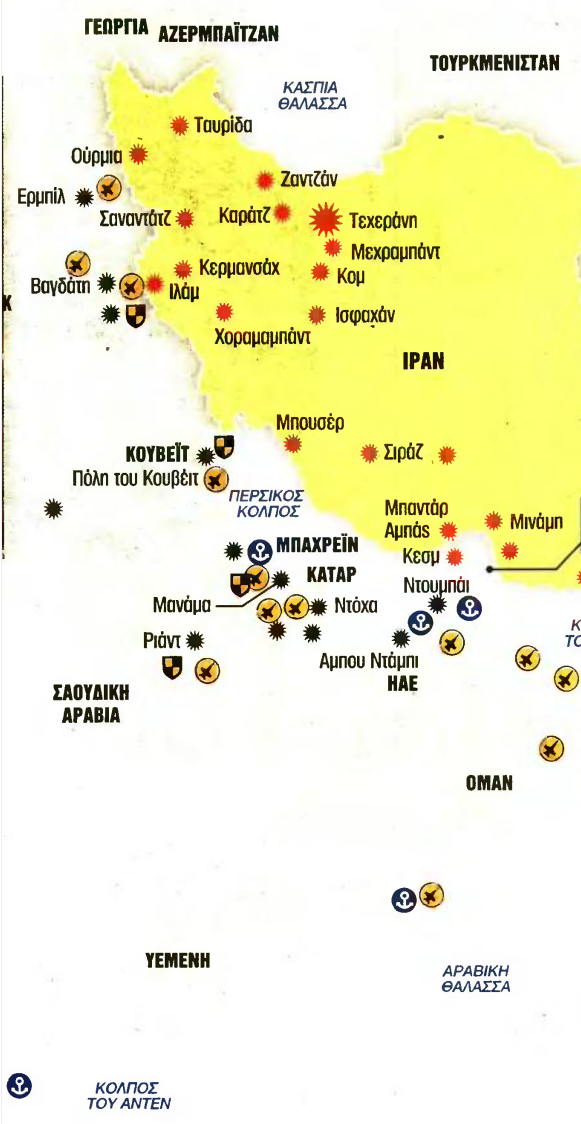 ΓΕΩΡΓΙΑ
ΑΖΕΡΜΠΑΪΤΖΑΝ
ΤΟΥΡΚΜΕΝΙΣΤΑΝ
ΚΑΣΠΙΑ
ΘΑΛΑΣΣΑ
Ταυρίδα
Ούρμια
Ζαντζάν
Ερμπίλ
Σαναντάτζ
Καράτζ
Τεχεράνη
Μεχραμπάντ
Κερμανσάχ
Κομ
Βαγδάτη
Ιλάμ
Κ
Χοραμαμπάντ
Ισφαχάν
ΙΡΑΝ
Μπουσέρ
ΚΟΥΒΕΪΤ
Σιράζ
Πόλη του Κουβέιτ
ΠΕΡΣΙΚΟΣ
ΚΟΛΠΟΣ
Μπαντάρ
Αμπάς
Μινάμπ
ΜΠΑΧΡΕΪΝ
Κεσμ
ΚΑΤΑΡ
Ντουμπάι
Μανάμα
Ντόχα
Κ
ΤΟ
Ριάντ
Αμπου Ντάμπι
ΗΑΕ
ΣΑΟΥΔΙΚΗ
ΑΡΑΒΙΑ
ΟΜΑΝ
ΥΕΜΕΝΗ
ΑΡΑΒΙΚΗ
ΘΑΛΑΣΣΑ
ΚΟΛΠΟΣ
ΤΟΥ ΑΝΤΕΝ